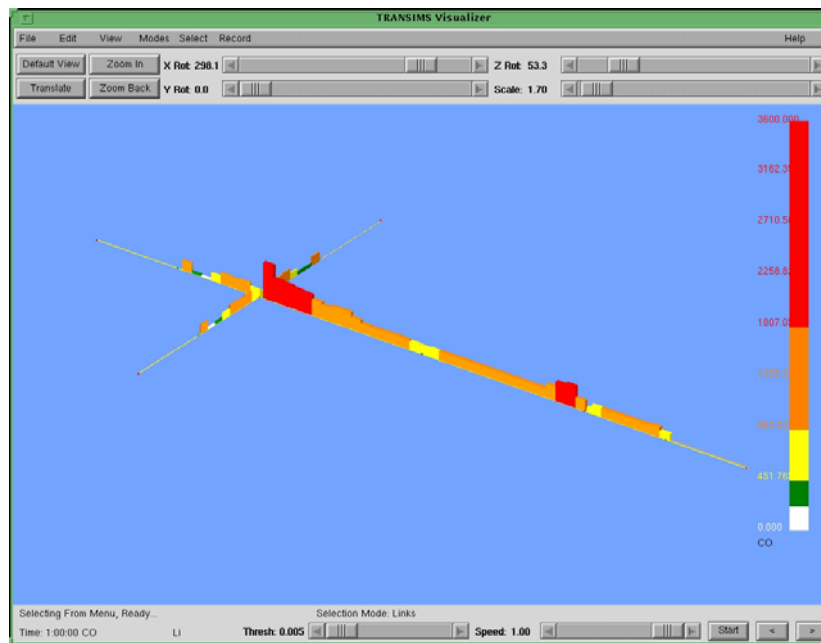 TRANSIMS Visualizer
File Edit View Modes Select Record Help
Default View Zoom In X Rot: 298.1 Z Rot: 53.3
Translate Zoom Back Y Rot: 0.0 Scale: 1.70
3600.000
2710.5
2258.8
451.76
0.000
CO
Selecting From Menu, Ready... Selection Mode: Links
Time: 1:00:00 CO Li Thresh: 0.005 Speed: 1.00 Start < >